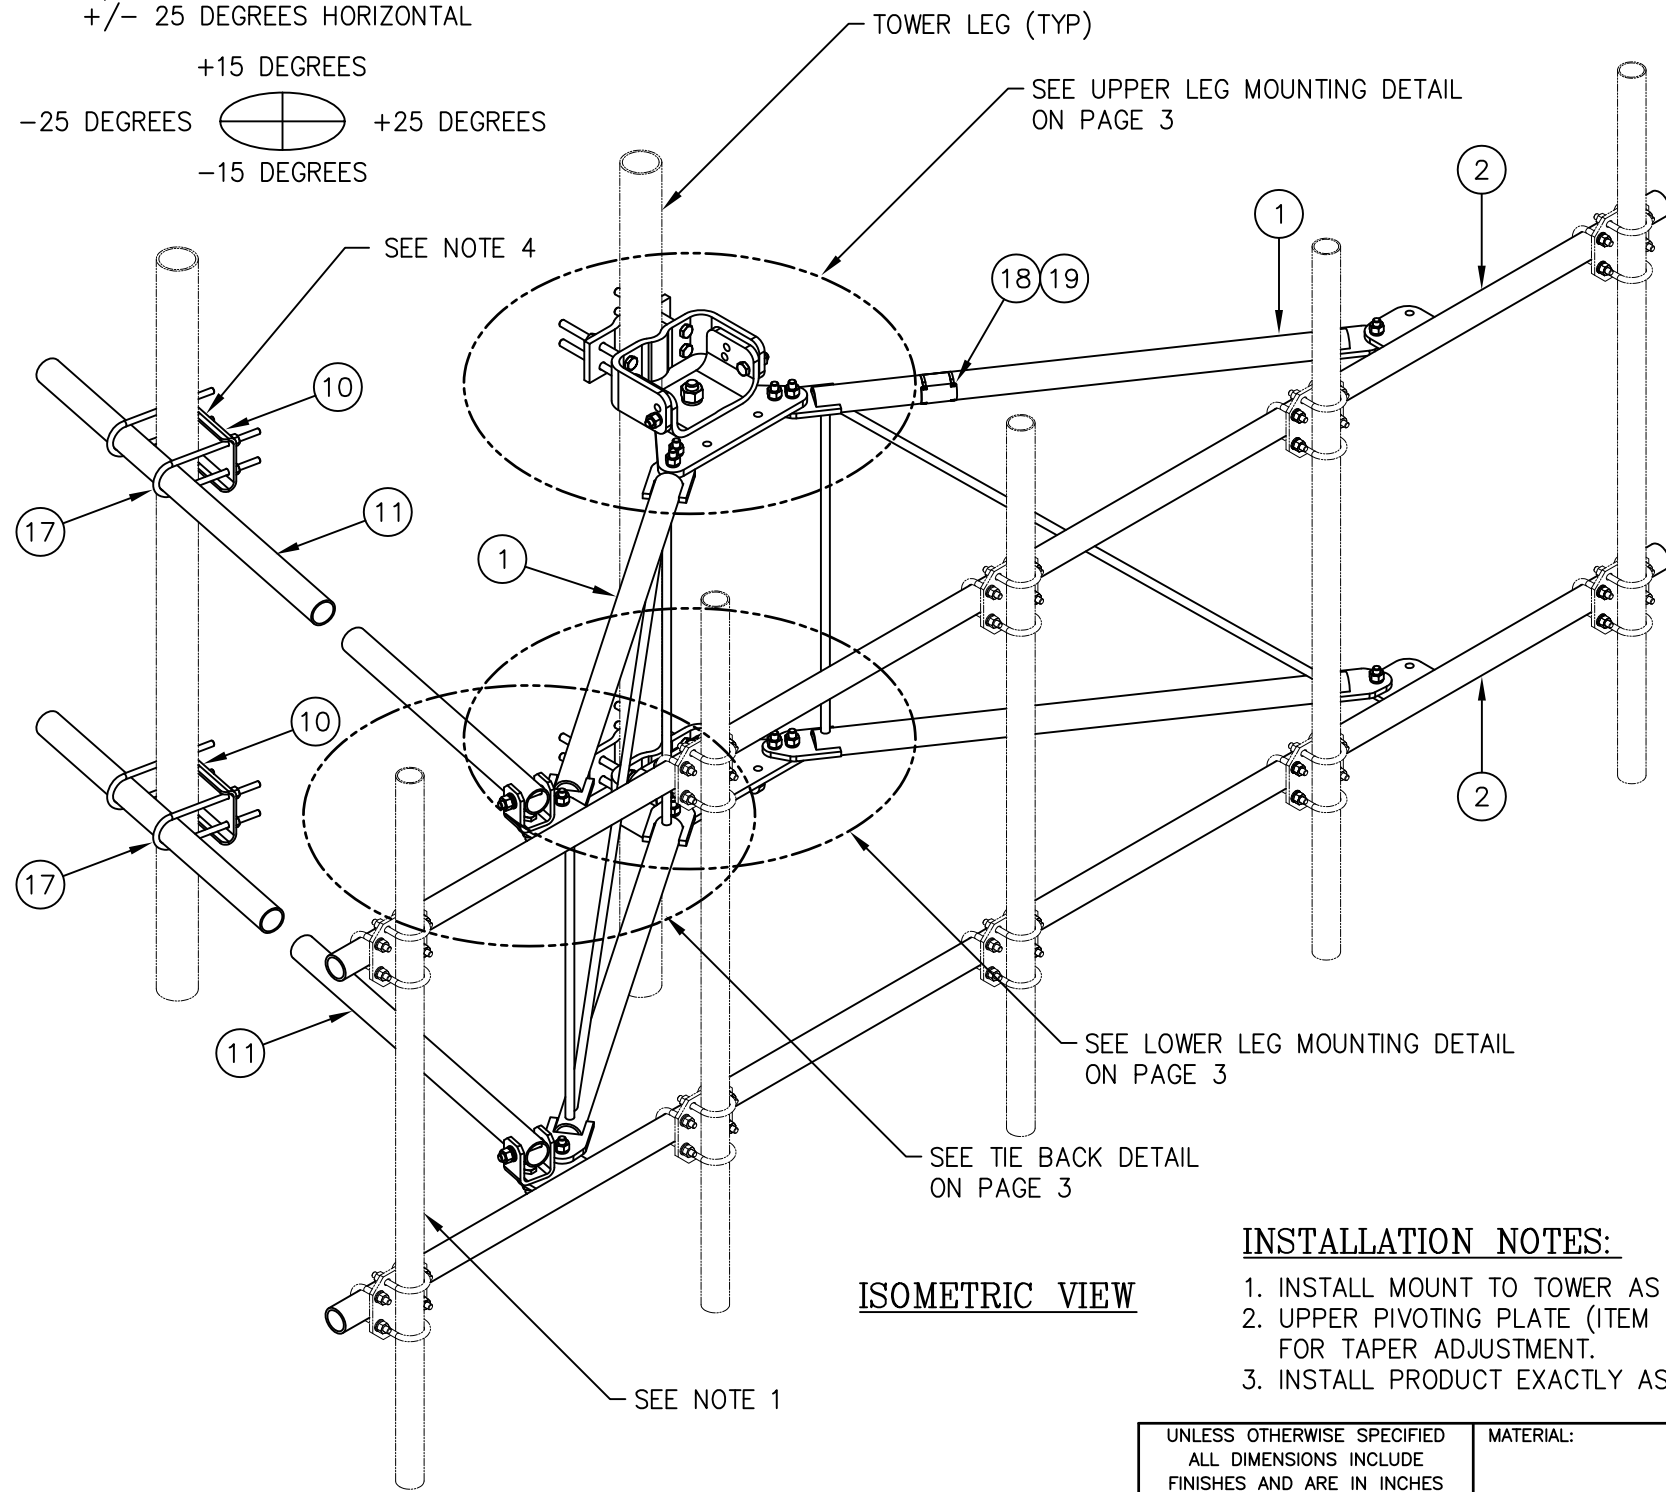 +/- 25 DEGREES HORIZONTAL
+15 DEGREES
-25 DEGREES
+25 DEGREES
-15 DEGREES
TOWER LEG (TYP)
SEE UPPER LEG MOUNTING DETAIL
ON PAGE 3
2
1
SEE NOTE 4
18
19
10
11
17
1
10
2
17
11
SEE LOWER LEG MOUNTING DETAIL
ON PAGE 3
SEE TIE BACK DETAIL
ON PAGE 3
ISOMETRIC VIEW
SEE NOTE 1
INSTALLATION NOTES:
1. INSTALL MOUNT TO TOWER AS
2. UPPER PIVOTING PLATE (ITEM
FOR TAPER ADJUSTMENT.
3. INSTALL PRODUCT EXACTLY AS
UNLESS OTHERWISE SPECIFIED
ALL DIMENSIONS INCLUDE
FINISHES AND ARE IN INCHES
MATERIAL: